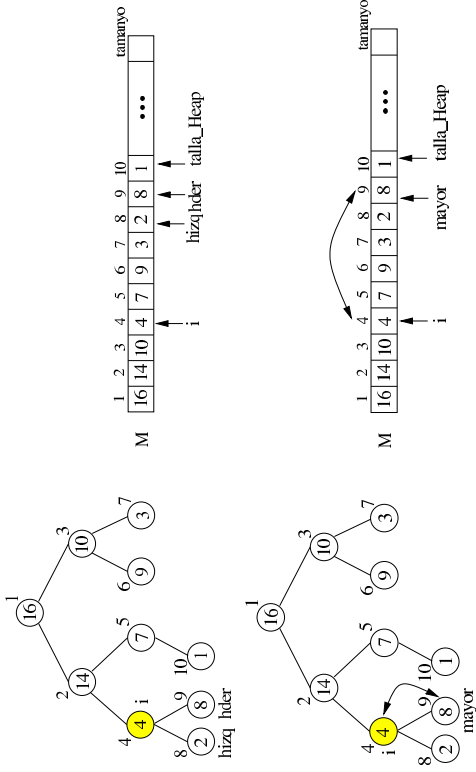 1
16
2 3
14 10
4 i 5 6 7
4 7 9 3
8 9 10
2 8 1
hizq hder
1 2 3 4 5 6 7 8 9 10 tamanyo
M 16 14 10 4 7 9 3 2 8 1 •••
i hizq hder talla_Heap
1
16
2 3
14 10
4 5 6 7
4 7 9 3
i
8 9 10
2 8 1
mayor
1 2 3 4 5 6 7 8 9 10 tamanyo
M 16 14 10 4 7 9 3 2 8 1 •••
i mayor talla_Heap